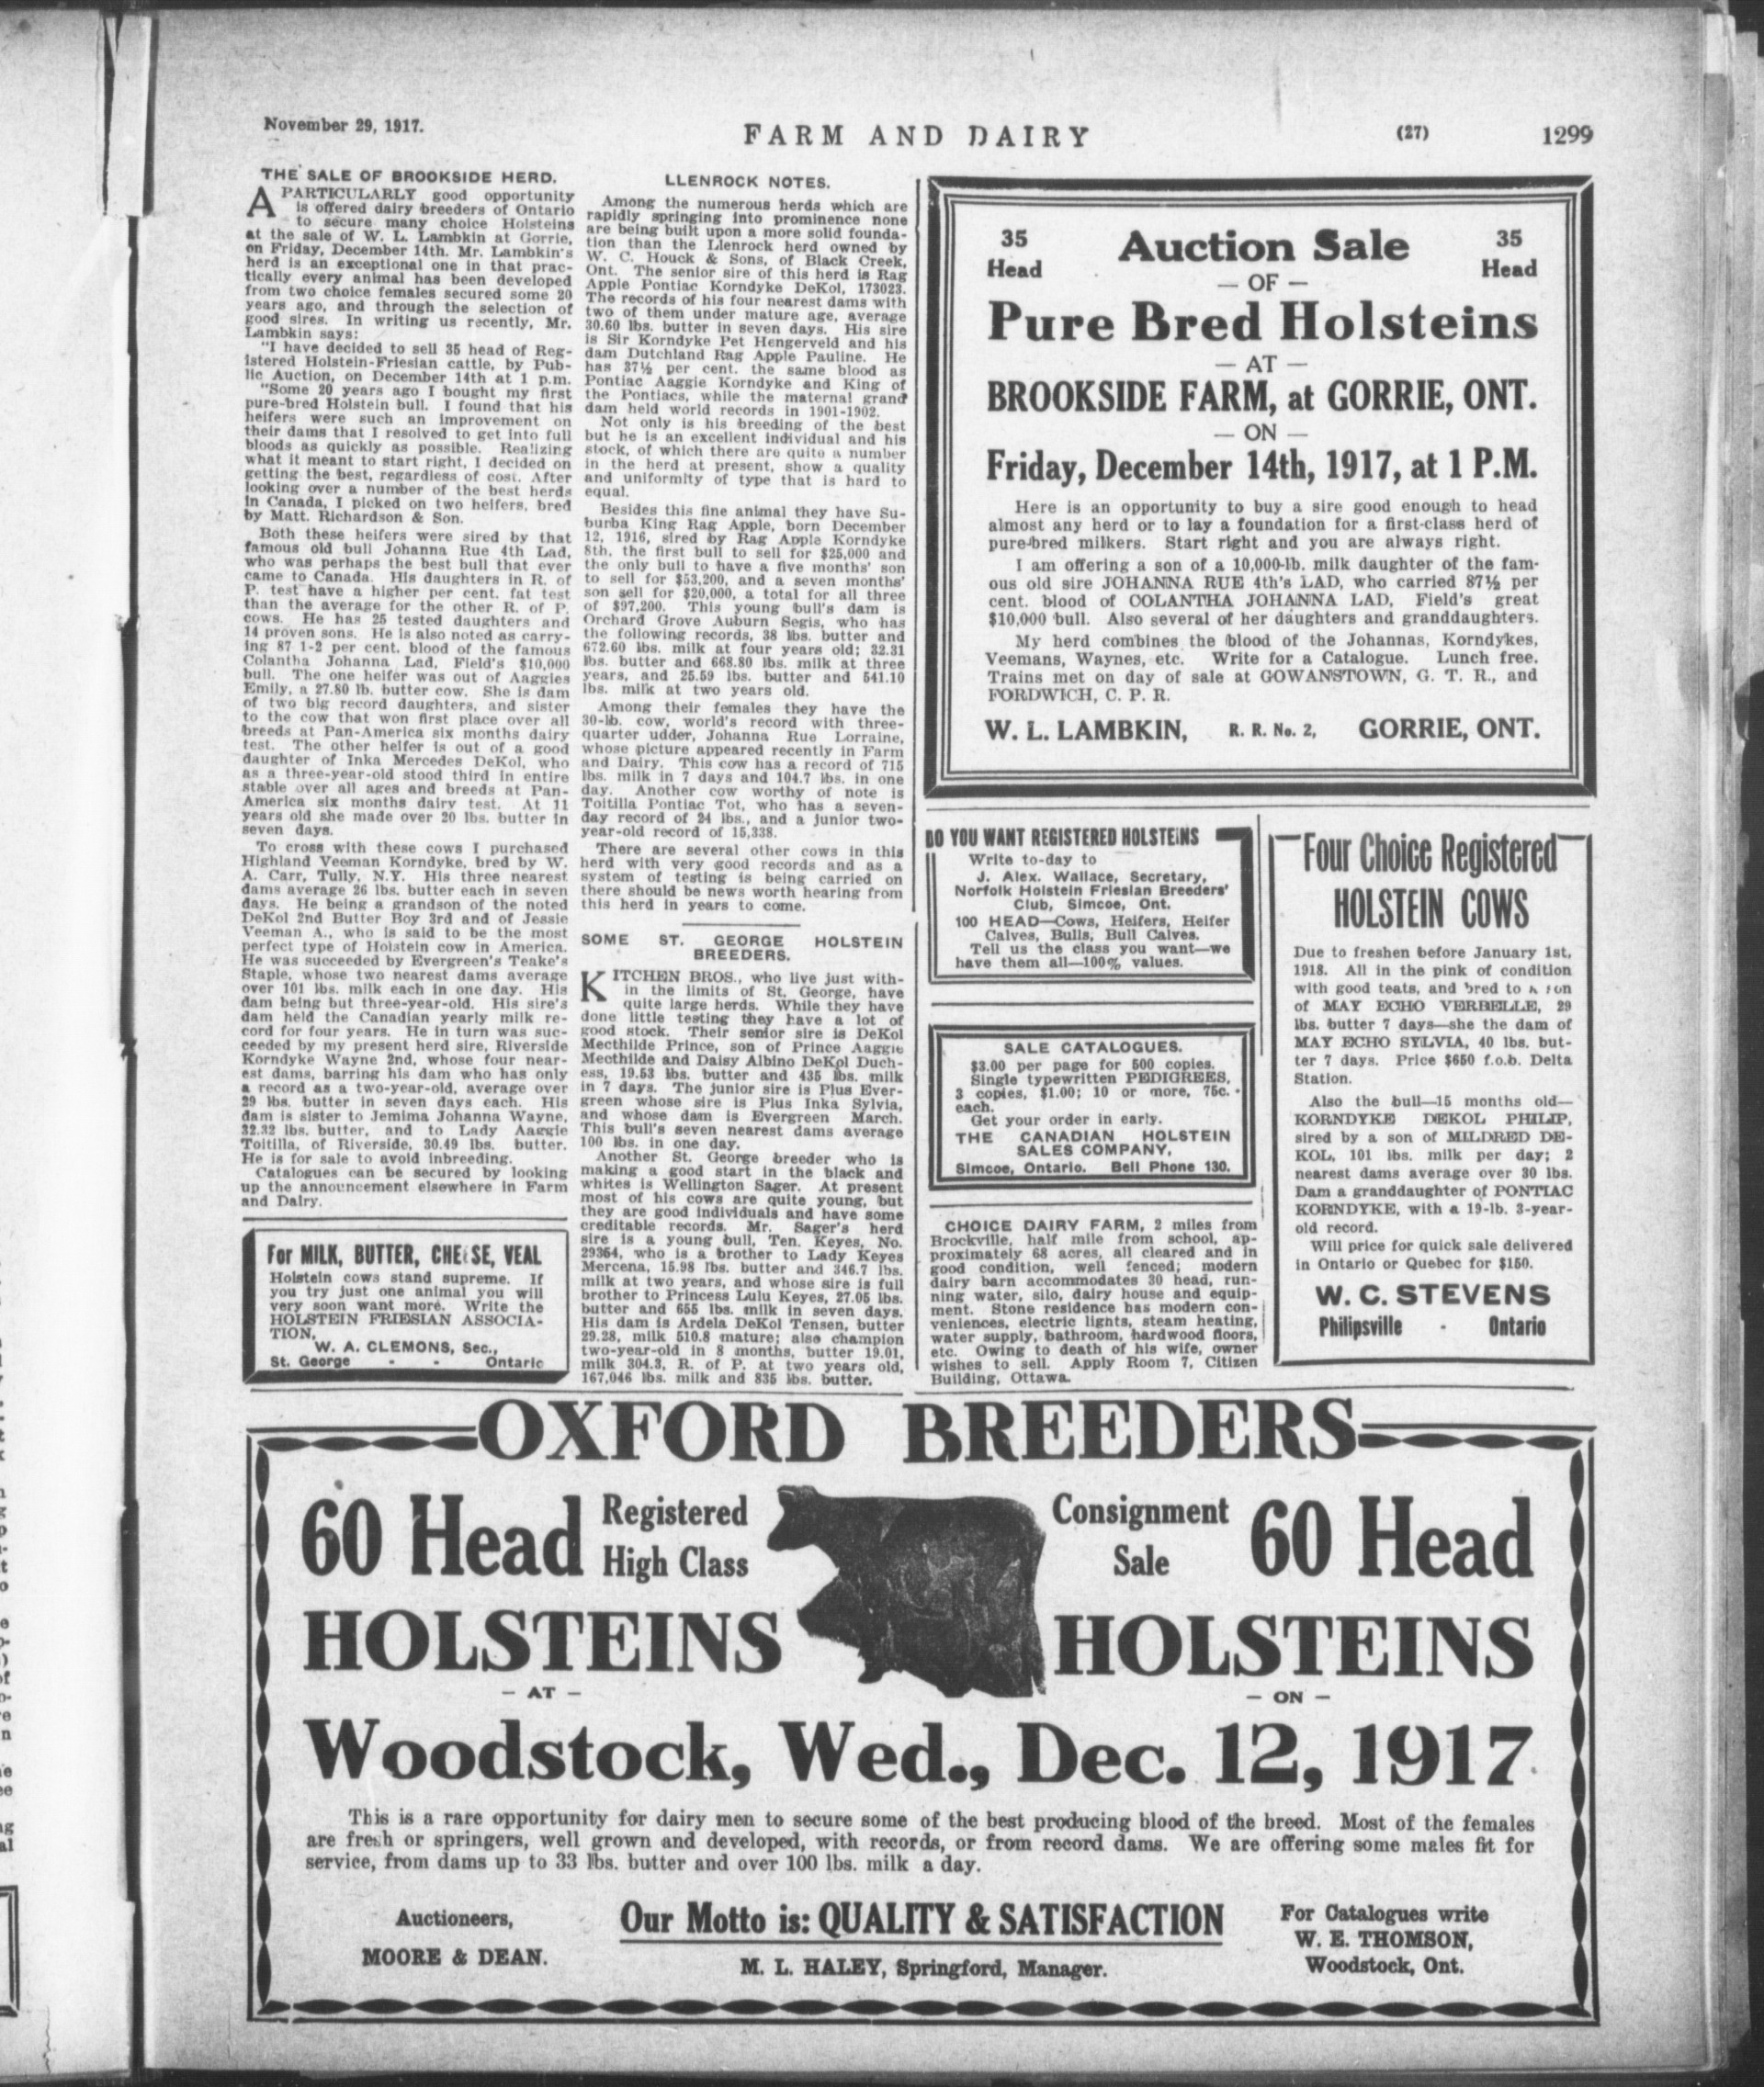 November 29, 1917.
FARM AND DAIRY
(27)
1299
THE SALE OF BROOKSIDE HERD.
A PARTICULARLY good opportunity
is offered dairy breeders of Ontario
to secure many choice Holsteins
at the sale of W. L. Lambkin at Gorrie,
on Friday, December 14th. Mr. Lambkin's
herd is an exceptional one in that prac-
tically every animal has been developed
from two choice females secured some 20
years ago, and through the selection of
good sires. In writing us recently, Mr.
Lambkin says:
"I have decided to sell 35 head of Reg-
istered Holstein-Friesian cattle, by Pub-
lic Auction, on December 14th at 1 p.m.
"Some 20 years ago I bought my first
pure-bred Holstein bull. I found that his
heifers were such an improvement on
their dams that I resolved to get into full
bloods as quickly as possible. Realizing
what it meant to start right, I decided on
getting the best, regardless of cost. After
looking over a number of the best herds
in Canada, I picked on two heifers, bred
by Matt. Richardson & Son.
Both these heifers were sired by that
famous old bull Johanna Rue 4th Lad,
who was perhaps the best bull that ever
came to Canada. His daughters in R. of
P. test have a higher per cent. fat test
than the average for the other R. of P.
cows. He has 25 tested daughters and
14 proven sons. He is also noted as carry-
ing 87 1-2 per cent. blood of the famous
Colantha Johanna Lad, Field's $10,000
bull. The one heifer was out of Aaggies
Emily, a 27.80 lb. butter cow. She is dam
of two big record daughters, and sister
to the cow that won first place over all
breeds at Pan-America six months dairy
test. The other heifer is out of a good
daughter of Inka Mercedes DeKol, who
as a three-year-old stood third in entire
stable over all ages and breeds at Pan-
America six months dairy test. At 11
years old she made over 20 lbs. butter in
seven days.
To cross with these cows I purchased
Highland Veeman Korndyke, bred by W.
A. Carr, Tully, N.Y. His three nearest
dams average 26 lbs. butter each in seven
days. He being a grandson of the noted
DeKol 2nd Butter Boy 3rd and of Jessie
Veeman A., who is said to be the most
perfect type of Holstein cow in America.
He was succeeded by Evergreen's Teake's
Staple, whose two nearest dams average
over 101 lbs. milk each in one day. His
dam being but three-year-old. His sire's
dam held the Canadian yearly milk re-
cord for four years. He in turn was suc-
ceeded by my present herd sire, Riverside
Korndyke Wayne 2nd, whose four near-
est dams, barring his dam who has only
a record as a two-year-old, average over
29 lbs. butter in seven days each. His
dam is sister to Jemima Johanna Wayne,
32.32 lbs. butter, and to Lady Aaggie
Toitilla, of Riverside, 30.49 lbs. butter.
He is for sale to avoid inbreeding.
Catalogues can be secured by looking
up the announcement elsewhere in Farm
and Dairy.
For MILK, BUTTER, CHEESE, VEAL
Holstein cows stand supreme. If
you try just one animal you will
very soon want more. Write the
HOLSTEIN FRIESIAN ASSOCIA-
TION,
W. A. CLEMONS, Sec.,
St. George - - Ontario
LLENROCK NOTES.
Among the numerous herds which are
rapidly springing into prominence none
are being built upon a more solid founda-
tion than the Llenrock herd owned by
W. C. Houck & Sons, of Black Creek,
Ont. The senior sire of this herd is Rag
Apple Pontiac Korndyke DeKol, 173023.
The records of his four nearest dams with
two of them under mature age, average
30.60 lbs. butter in seven days. His sire
is Sir Korndyke Pet Hengerveld and his
dam Dutchland Rag Apple Pauline. He
has 37½ per cent. the same blood as
Pontiac Aaggie Korndyke and King of
the Pontiacs, while the maternal grand
dam held world records in 1901-1902.
Not only is his breeding of the best
but he is an excellent individual and his
stock, of which there are quite a number
in the herd at present, show a quality
and uniformity of type that is hard to
equal.
Besides this fine animal they have Su-
burba King Rag Apple, born December
12, 1916, sired by Rag Apple Korndyke
8th, the first bull to sell for $25,000 and
the only bull to have a five months' son
to sell for $53,200, and a seven months'
son sell for $20,000, a total for all three
of $97,200. This young bull's dam is
Orchard Grove Auburn Segis, who has
the following records, 38 lbs. butter and
672.60 lbs. milk at four years old; 32.31
lbs. butter and 668.80 lbs. milk at three
years, and 25.59 lbs. butter and 541.10
lbs. milk at two years old.
Among their females they have the
30-lb. cow, world's record with three-
quarter udder, Johanna Rue Lorraine,
whose picture appeared recently in Farm
and Dairy. This cow has a record of 715
lbs. milk in 7 days and 104.7 lbs. in one
day. Another cow worthy of note is
Toitilla Pontiac Tot, who has a seven-
day record of 24 lbs., and a junior two-
year-old record of 15,338.
There are several other cows in this
herd with very good records and as a
system of testing is being carried on
there should be news worth hearing from
this herd in years to come.
SOME ST. GEORGE HOLSTEIN
BREEDERS.
KITCHEN BROS., who live just with-
in the limits of St. George, have
quite large herds. While they have
done little testing they have a lot of
good stock. Their senior sire is DeKol
Mecthilde Prince, son of Prince Aaggie
Mecthilde and Daisy Albino DeKol Duch-
ess, 19.53 lbs. butter and 435 lbs. milk
in 7 days. The junior sire is Plus Ever-
green whose sire is Plus Inka Sylvia,
and whose dam is Evergreen March.
This bull's seven nearest dams average
100 lbs. in one day.
Another St. George breeder who is
making a good start in the black and
whites is Wellington Sager. At present
most of his cows are quite young, but
they are good individuals and have some
creditable records. Mr. Sager's herd
sire is a young bull, Ten. Keyes, No.
29364, who is a brother to Lady Keyes
Mercena, 15.98 lbs. butter and 346.7 lbs.
milk at two years, and whose sire is full
brother to Princess Lulu Keyes, 27.05 lbs.
butter and 655 lbs. milk in seven days.
His dam is Ardela DeKol Tensen, butter
29.28, milk 510.8 mature; also champion
two-year-old in 8 months, butter 19.01,
milk 304.3, R. of P. at two years old,
167,046 lbs. milk and 835 lbs. butter.
35
Head
Auction Sale
35
Head
— OF —
Pure Bred Holsteins
— AT —
BROOKSIDE FARM, at GORRIE, ONT.
— ON —
Friday, December 14th, 1917, at 1 P.M.
Here is an opportunity to buy a sire good enough to head
almost any herd or to lay a foundation for a first-class herd of
pure-bred milkers. Start right and you are always right.
I am offering a son of a 10,000-lb. milk daughter of the fam-
ous old sire JOHANNA RUE 4th's LAD, who carried 87½ per
cent. blood of COLANTHA JOHANNA LAD, Field's great
$10,000 bull. Also several of her daughters and granddaughters.
My herd combines the blood of the Johannas, Korndykes,
Veemans, Waynes, etc. Write for a Catalogue. Lunch free.
Trains met on day of sale at GOWANSTOWN, G. T. R., and
FORDWICH, C. P. R.
W. L. LAMBKIN, R. R. No. 2, GORRIE, ONT.
DO YOU WANT REGISTERED HOLSTEINS
Write to-day to
J. Alex. Wallace, Secretary,
Norfolk Holstein Friesian Breeders'
Club, Simcoe, Ont.
100 HEAD—Cows, Heifers, Heifer
Calves, Bulls, Bull Calves.
Tell us the class you want—we
have them all—100% values.
SALE CATALOGUES.
$3.00 per page for 500 copies.
Single typewritten PEDIGREES,
3 copies, $1.00; 10 or more, 75c.
each.
Get your order in early.
THE CANADIAN HOLSTEIN
SALES COMPANY,
Simcoe, Ontario. Bell Phone 130.
CHOICE DAIRY FARM, 2 miles from
Brockville, half mile from school, ap-
proximately 68 acres, all cleared and in
good condition, well fenced; modern
dairy barn accommodates 30 head, run-
ning water, silo, dairy house and equip-
ment. Stone residence has modern con-
veniences, electric lights, steam heating,
water supply, bathroom, hardwood floors,
etc. Owing to death of his wife, owner
wishes to sell. Apply Room 7, Citizen
Building, Ottawa.
Four Choice Registered
HOLSTEIN COWS
Due to freshen before January 1st,
1918. All in the pink of condition
with good teats, and bred to a son
of MAY ECHO VERBELLE, 29
lbs. butter 7 days—she the dam of
MAY ECHO SYLVIA, 40 lbs. but-
ter 7 days. Price $650 f.o.b. Delta
Station.
Also the bull—15 months old—
KORNDYKE DEKOL PHILIP,
sired by a son of MILDRED DE-
KOL, 101 lbs. milk per day; 2
nearest dams average over 30 lbs.
Dam a granddaughter of PONTIAC
KORNDYKE, with a 19-lb. 3-year-
old record.
Will price for quick sale delivered
in Ontario or Quebec for $150.
W. C. STEVENS
Philipsville - Ontario
OXFORD BREEDERS
60 Head
Registered
High Class
Consignment
Sale
60 Head
HOLSTEINS
HOLSTEINS
— AT —
— ON —
Woodstock, Wed., Dec. 12, 1917
This is a rare opportunity for dairy men to secure some of the best producing blood of the breed. Most of the females
are fresh or springers, well grown and developed, with records, or from record dams. We are offering some males fit for
service, from dams up to 33 lbs. butter and over 100 lbs. milk a day.
Auctioneers,
MOORE & DEAN.
Our Motto is: QUALITY & SATISFACTION
M. L. HALEY, Springford, Manager.
For Catalogues write
W. E. THOMSON,
Woodstock, Ont.